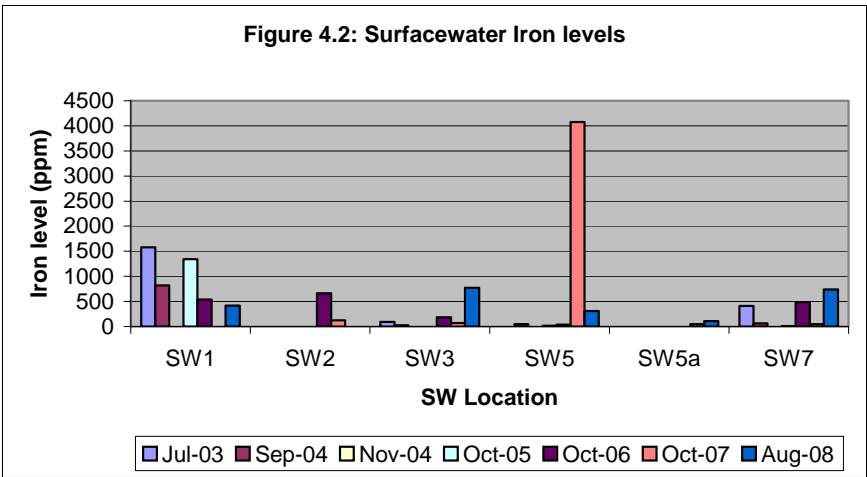 Figure 4.2: Surfacewater Iron levels
4500
4000
3500
3000
2500
2000
1500
1000
500
0
Iron level (ppm)
SW1 SW2 SW3 SW5 SW5a SW7
SW Location
Jul-03 Sep-04 Nov-04 Oct-05 Oct-06 Oct-07 Aug-08